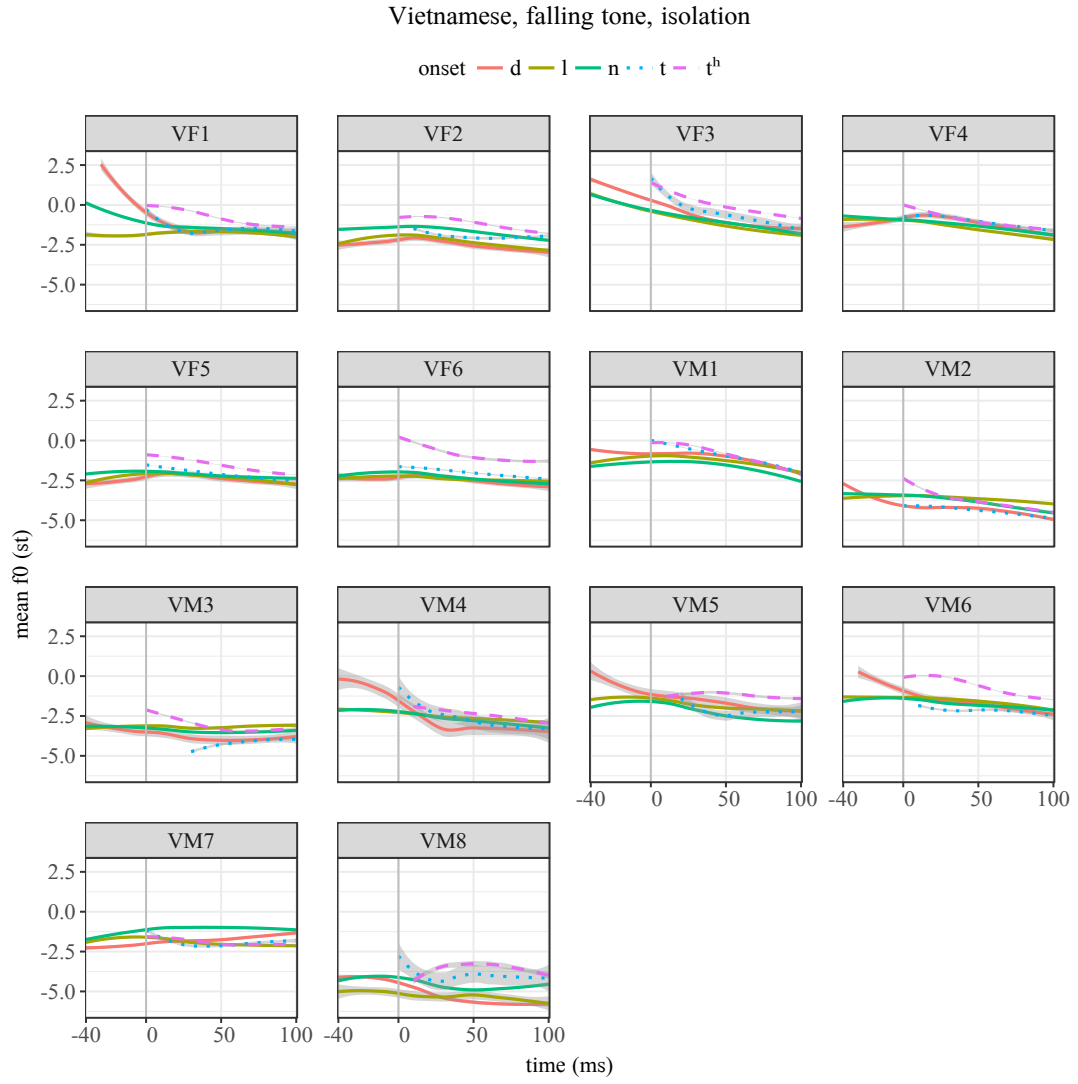 Vietnamese, falling tone, isolation
onset d l n t tʰ
VF1 VF2 VF3 VF4
2.5
0.0
-2.5
-5.0
VF5 VF6 VM1 VM2
2.5
0.0
-2.5
-5.0
mean f0 (st)
VM3 VM4 VM5 VM6
2.5
0.0
-2.5
-5.0
-40 0 50 100 -40 0 50 100
VM7 VM8
2.5
0.0
-2.5
-5.0
-40 0 50 100 -40 0 50 100
time (ms)